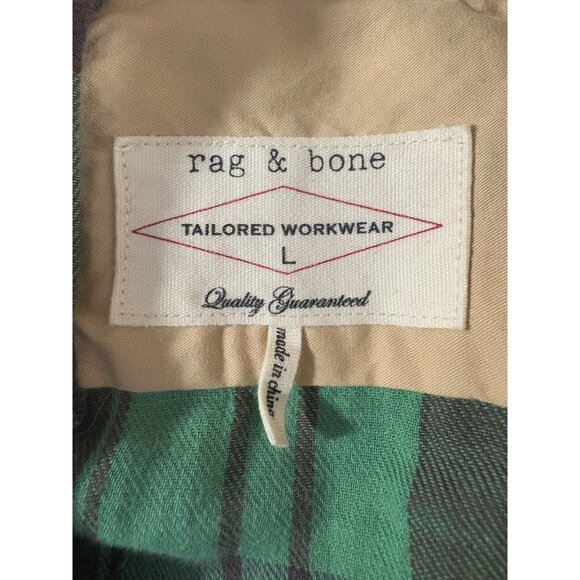 rag & bone
TAILORED WORKWEAR
L
Quality Guaranteed
made in china